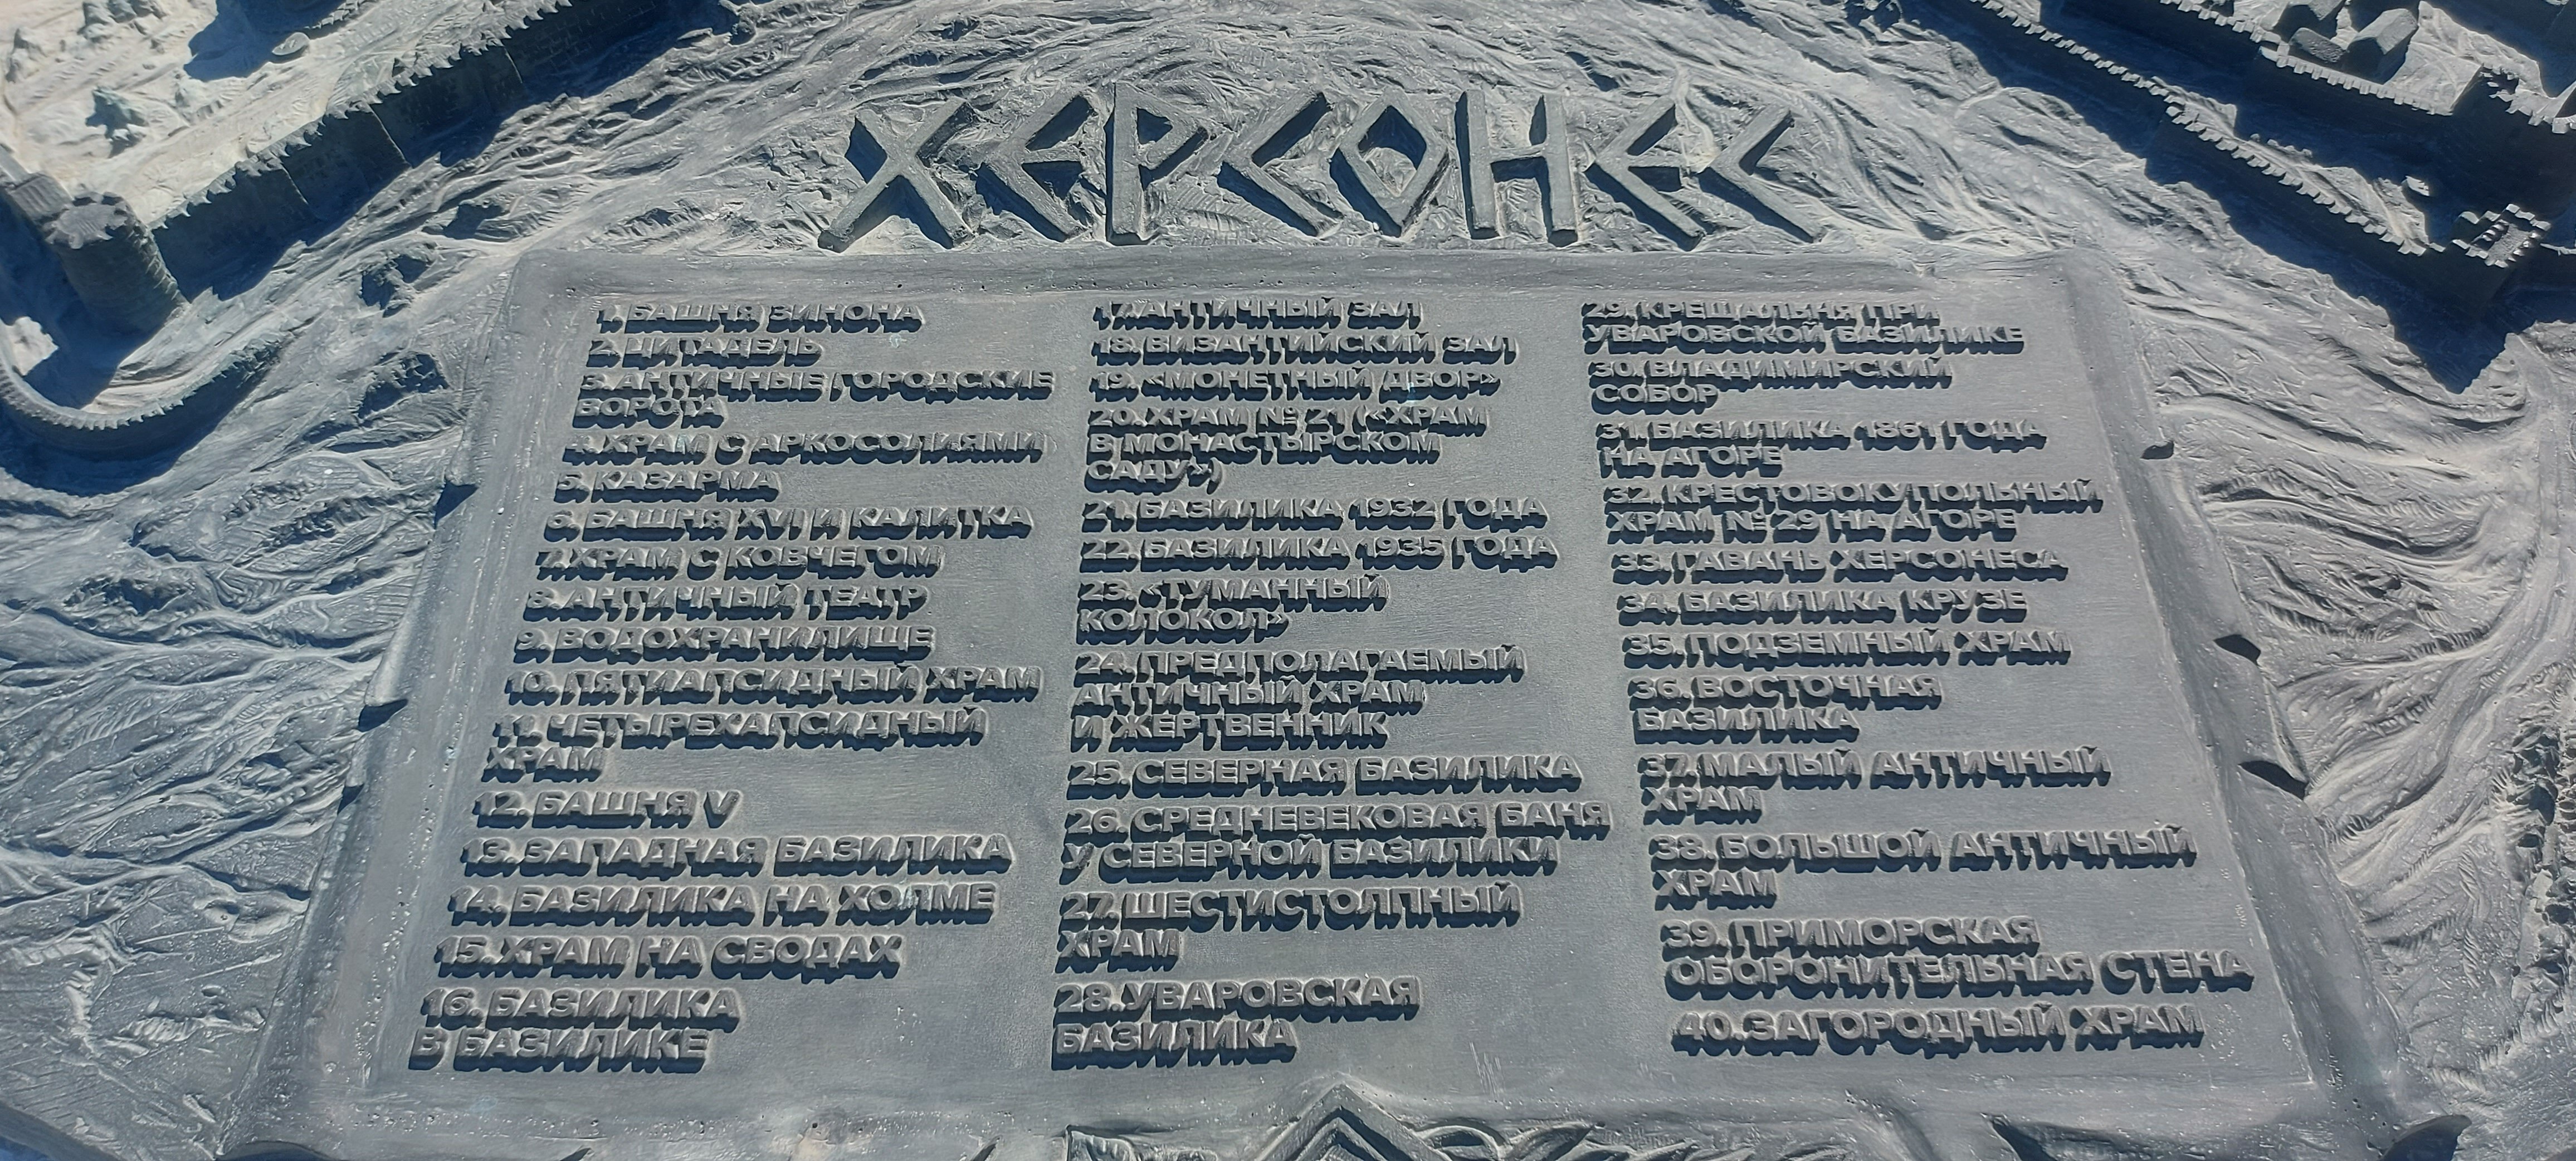 ХЕРСОНЕС
1. БАШНЯ ЗИНОНА
2. ЦИТАДЕЛЬ
3. АНТИЧНЫЕ ГОРОДСКИЕ
ВОРОТА
4. ХРАМ С АРКОСОЛИЯМИ
5. КАЗАРМА
6. БАШНЯ XVI И КАЛИТКА
7. ХРАМ С КОВЧЕГОМ
8. АНТИЧНЫЙ ТЕАТР
9. ВОДОХРАНИЛИЩЕ
10. ПЯТИАПСИДНЫЙ ХРАМ
11. ЧЕТЫРЕХАПСИДНЫЙ
ХРАМ
12. БАШНЯ V
13. ЗАПАДНАЯ БАЗИЛИКА
14. БАЗИЛИКА НА ХОЛМЕ
15. ХРАМ НА СВОДАХ
16. БАЗИЛИКА
В БАЗИЛИКЕ
17. АНТИЧНЫЙ ЗАЛ
18. ВИЗАНТИЙСКИЙ ЗАЛ
19. «МОНЕТНЫЙ ДВОР»
20. ХРАМ № 21 («ХРАМ
В МОНАСТЫРСКОМ
САДУ»)
21. БАЗИЛИКА 1932 ГОДА
22. БАЗИЛИКА 1935 ГОДА
23. «ТУМАННЫЙ
КОЛОКОЛ»
24. ПРЕДПОЛАГАЕМЫЙ
АНТИЧНЫЙ ХРАМ
И ЖЕРТВЕННИК
25. СЕВЕРНАЯ БАЗИЛИКА
26. СРЕДНЕВЕКОВАЯ БАНЯ
У СЕВЕРНОЙ БАЗИЛИКИ
27. ШЕСТИСТОЛПНЫЙ
ХРАМ
28. УВАРОВСКАЯ
БАЗИЛИКА
29. КРЕЩАЛЬНЯ ПРИ
УВАРОВСКОЙ БАЗИЛИКЕ
30. ВЛАДИМИРСКИЙ
СОБОР
31. БАЗИЛИКА 1861 ГОДА
НА АГОРЕ
32. КРЕСТОВОКУПОЛЬНЫЙ
ХРАМ № 29 НА АГОРЕ
33. ГАВАНЬ ХЕРСОНЕСА
34. БАЗИЛИКА КРУЗЕ
35. ПОДЗЕМНЫЙ ХРАМ
36. ВОСТОЧНАЯ
БАЗИЛИКА
37. МАЛЫЙ АНТИЧНЫЙ
ХРАМ
38. БОЛЬШОЙ АНТИЧНЫЙ
ХРАМ
39. ПРИМОРСКАЯ
ОБОРОНИТЕЛЬНАЯ СТЕНА
40. ЗАГОРОДНЫЙ ХРАМ